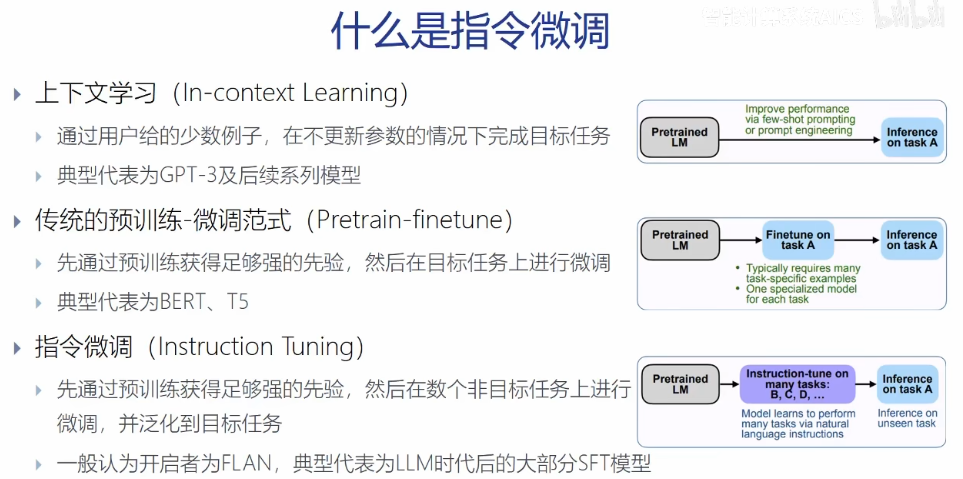 什么是指令微调
上下文学习（In-context Learning）
通过用户给的少数例子，在不更新参数的情况下完成目标任务
典型代表为GPT-3及后续系列模型
Pretrained
LM
Improve performance
via few-shot prompting
or prompt engineering
Inference
on task A
传统的预训练-微调范式（Pretrain-finetune）
先通过预训练获得足够强的先验，然后在目标任务上进行微调
典型代表为BERT、T5
Pretrained
LM
Finetune on
task A
Inference
on task A
• Typically requires many
task-specific examples
• One specialized model
for each task
指令微调（Instruction Tuning）
先通过预训练获得足够强的先验，然后在数个非目标任务上进行
微调，并泛化到目标任务
一般认为开启者为FLAN，典型代表为LLM时代后的大部分SFT模型
Pretrained
LM
Instruction-tune on
many tasks:
B, C, D, ...
Inference
on task A
Model learns to perform
many tasks via natural
language instructions
Inference on
unseen task
bilibili